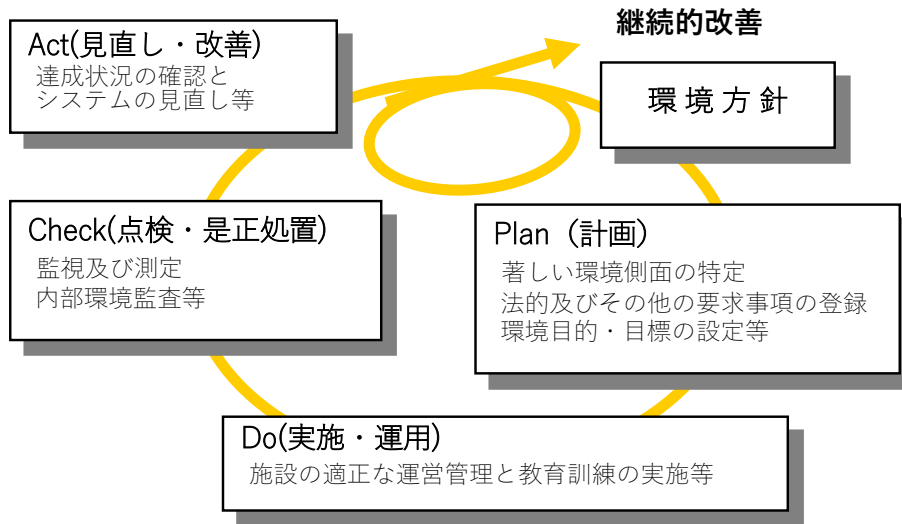 継続的改善
Act(見直し・改善)
達成状況の確認と
システムの見直し等
環境方針
Check(点検・是正処置)
監視及び測定
内部環境監査等
Plan（計画）
著しい環境側面の特定
法的及びその他の要求事項の登録
環境目的・目標の設定等
Do(実施・運用)
施設の適正な運営管理と教育訓練の実施等